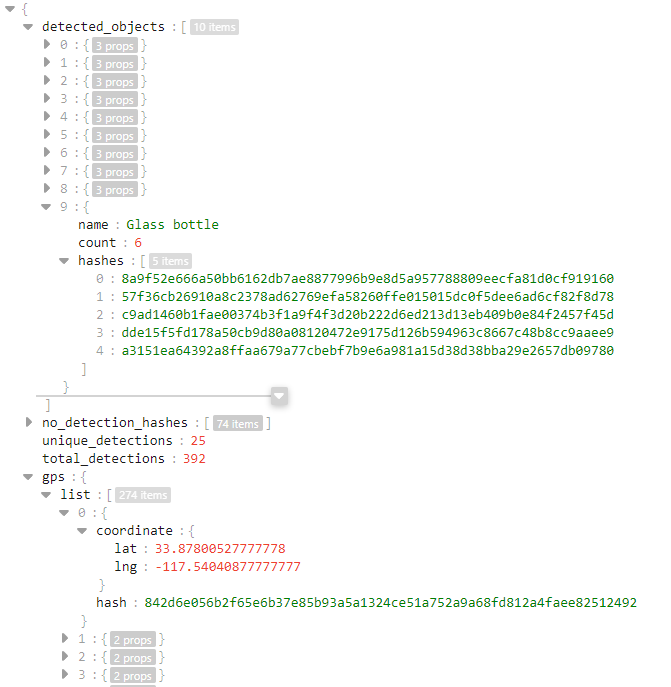 {
detected_objects : [ 10 items
0 : { 3 props }
1 : { 3 props }
2 : { 3 props }
3 : { 3 props }
4 : { 3 props }
5 : { 3 props }
6 : { 3 props }
7 : { 3 props }
8 : { 3 props }
9 : {
name : Glass bottle
count : 6
hashes : [ 5 items
0 : 8a9f52e666a50bb6162db7ae8877996b9e8d5a957788809eecfa81d0cf919160
1 : 57f36cb26910a8c2378ad62769efa58260ffe015015dc0f5dee6ad6cf82f8d78
2 : c9ad1460b1fae00374b3f1a9f4f3d20b222d6ed213d13eb409b0e84f2457f45d
3 : dde15f5fd178a50cb9d80a08120472e9175d126b594963c8667c48b8cc9aaee9
4 : a3151ea64392a8ffaa679a77cbebf7b9e6a981a15d38d38bba29e2657db09780
]
}
]
no_detection_hashes : [ 74 items ]
unique_detections : 25
total_detections : 392
gps : {
list : [ 274 items
0 : {
coordinate : {
lat : 33.87800527777778
lng : -117.54040877777777
}
hash : 842d6e056b2f65e6b37e85b93a5a1324ce51a752a9a68fd812a4faee82512492
}
1 : { 2 props }
2 : { 2 props }
3 : { 2 props }